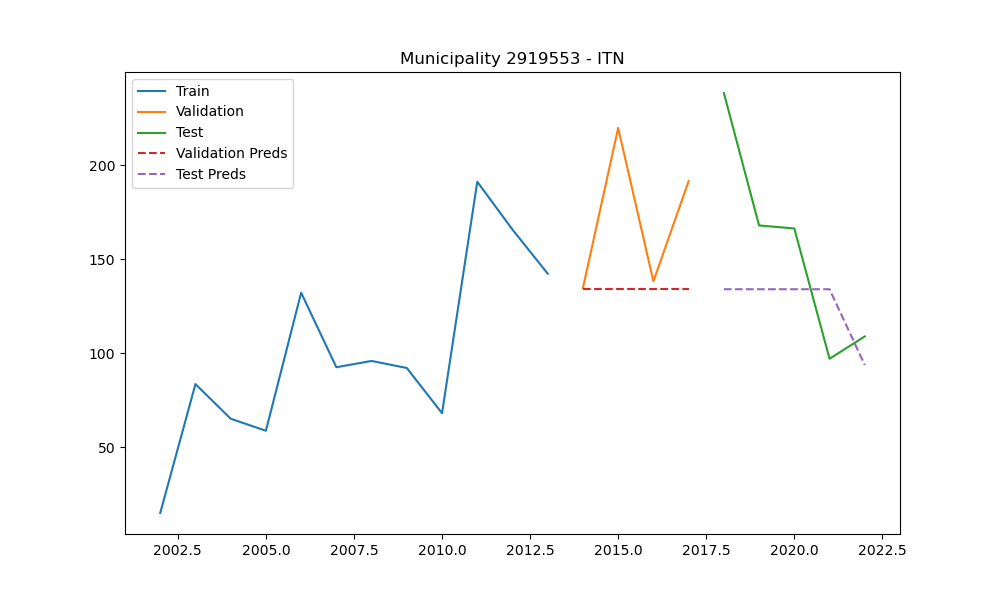 Municipality 2919553 - ITN
Train
Validation
Test
Validation Preds
Test Preds
200
150
100
50
2002.5 2005.0 2007.5 2010.0 2012.5 2015.0 2017.5 2020.0 2022.5